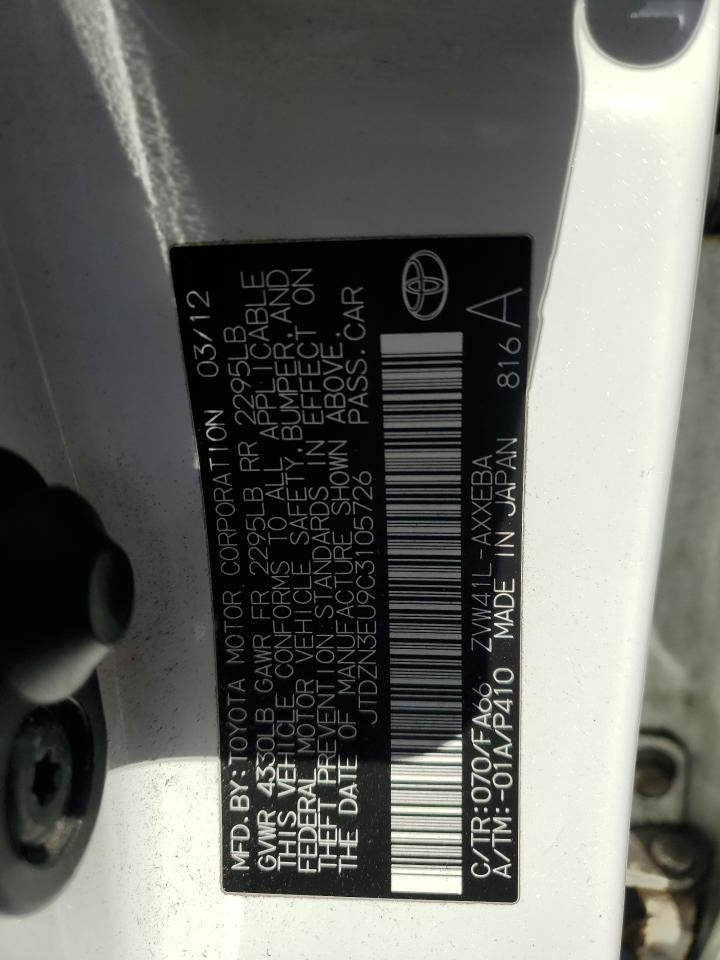 MFD. BY: TOYOTA MOTOR CORPORATION 03/12
GVWR 4330LB GAWR FR 2295LB RR 2295LB
THIS VEHICLE CONFORMS TO ALL APPLICABLE
FEDERAL MOTOR VEHICLE SAFETY, BUMPER, AND
THEFT PREVENTION STANDARDS IN EFFECT ON
THE DATE OF MANUFACTURE SHOWN ABOVE.
JTDZN3EU9C3105726 PASS. CAR
C/TR: 070/FA66 ZVW41L-AXXEBA
A/TM: -01A/P410 MADE IN JAPAN 816 A